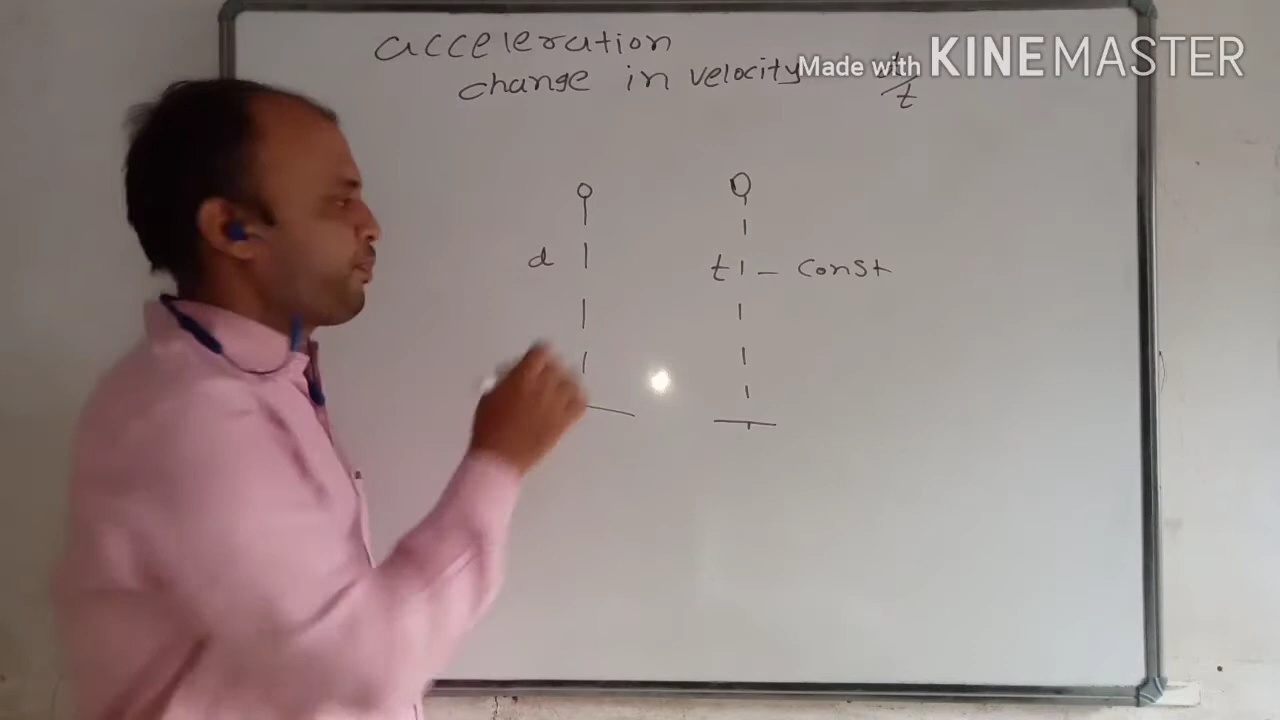 acceleration
change in velocity
Made with KINEMASTER
t
d
t - const